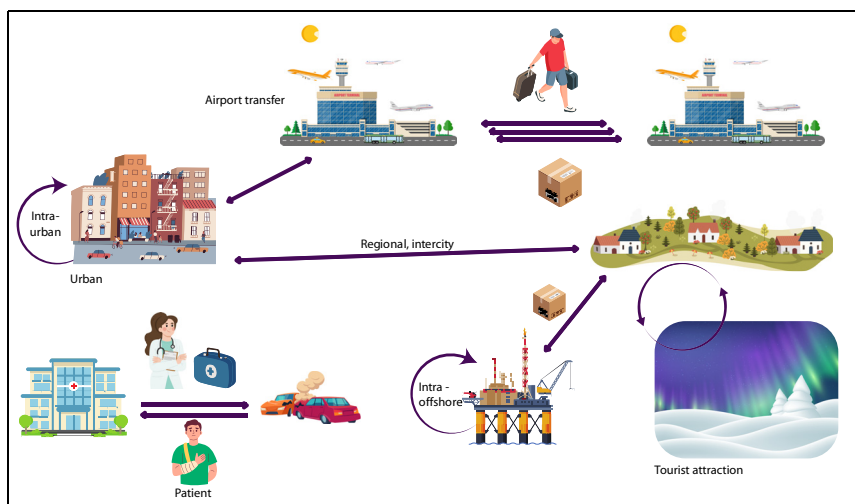 Airport transfer
Intra-
urban
Urban
Regional, intercity
Intra -
offshore
Patient
Tourist attraction